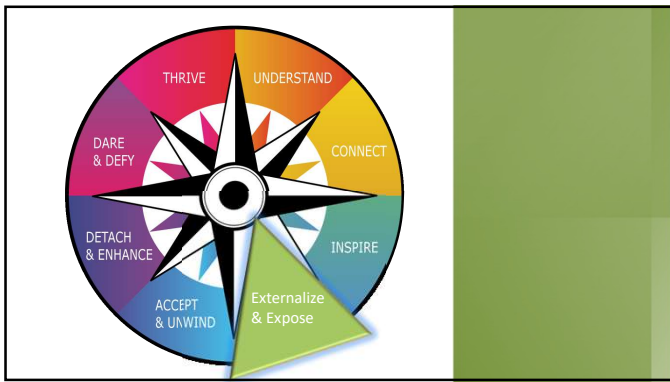 THRIVE
UNDERSTAND
DARE
& DEFY
CONNECT
DETACH
& ENHANCE
INSPIRE
ACCEPT
& UNWIND
Externalize
& Expose